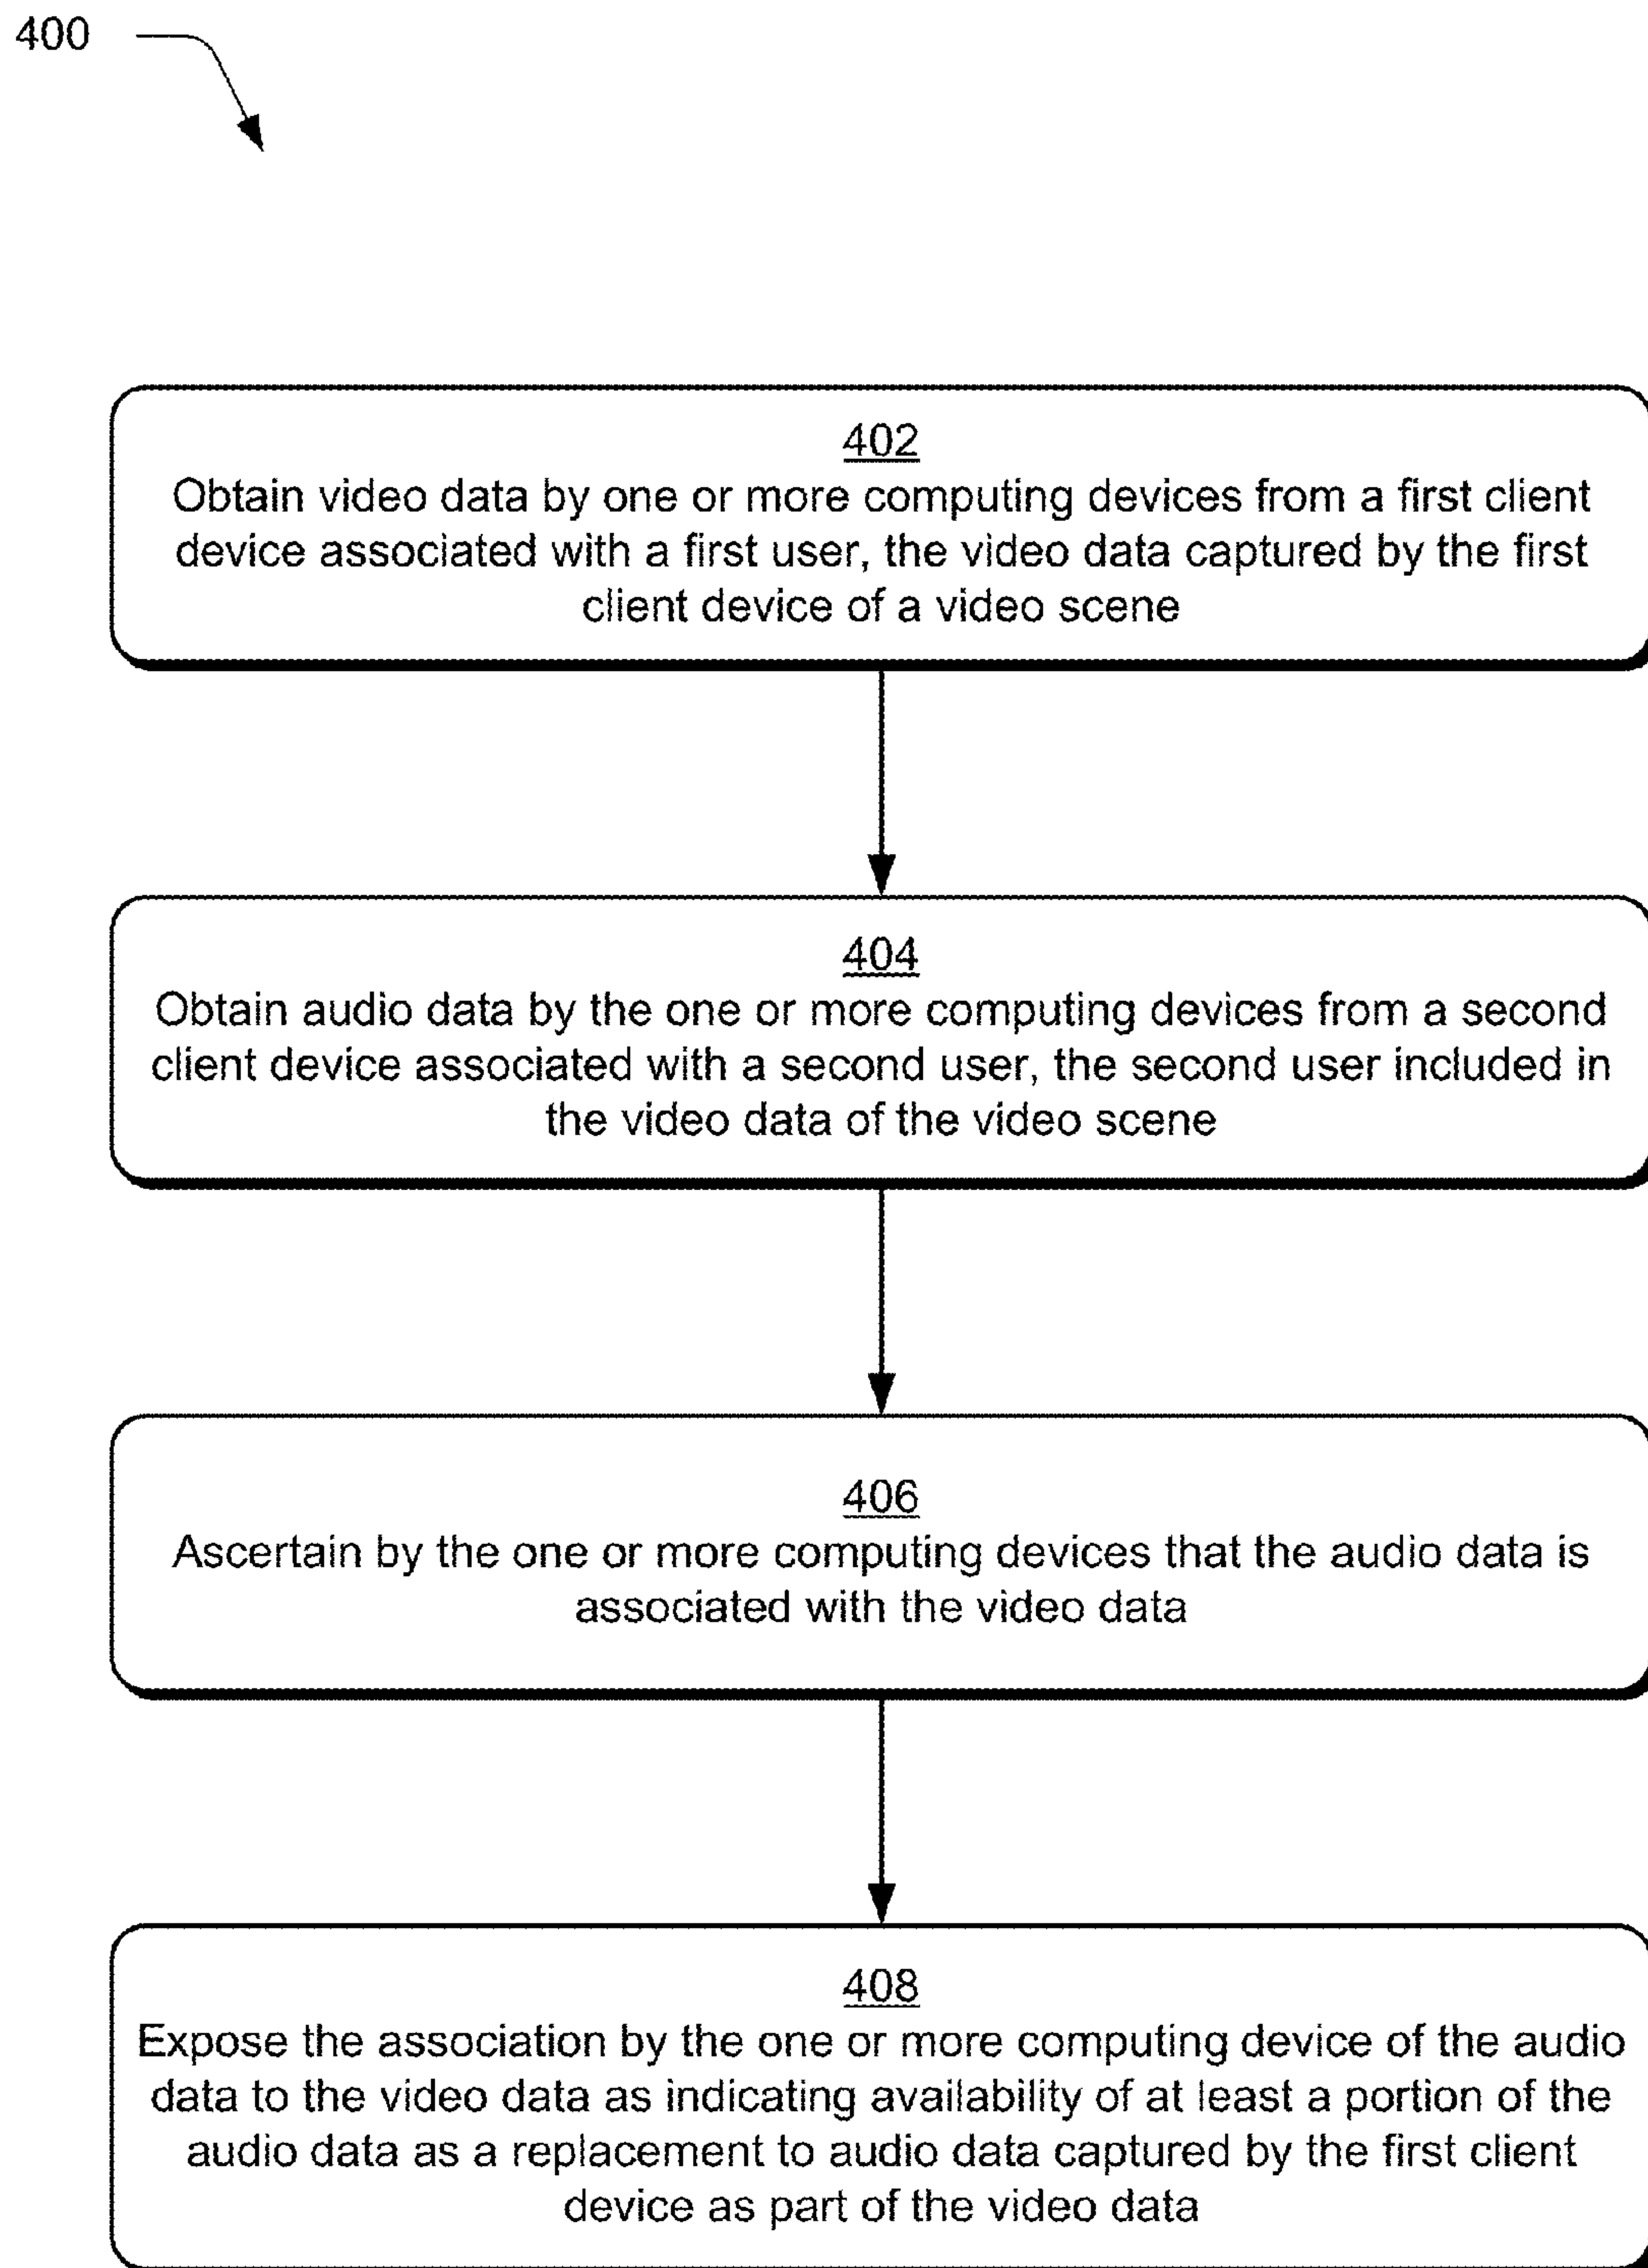 400
402
Obtain video data by one or more computing devices from a first client
device associated with a first user, the video data captured by the first
client device of a video scene
404
Obtain audio data by the one or more computing devices from a second
client device associated with a second user, the second user included in
the video data of the video scene
406
Ascertain by the one or more computing devices that the audio data is
associated with the video data
408
Expose the association by the one or more computing device of the audio
data to the video data as indicating availability of at least a portion of the
audio data as a replacement to audio data captured by the first client
device as part of the video data